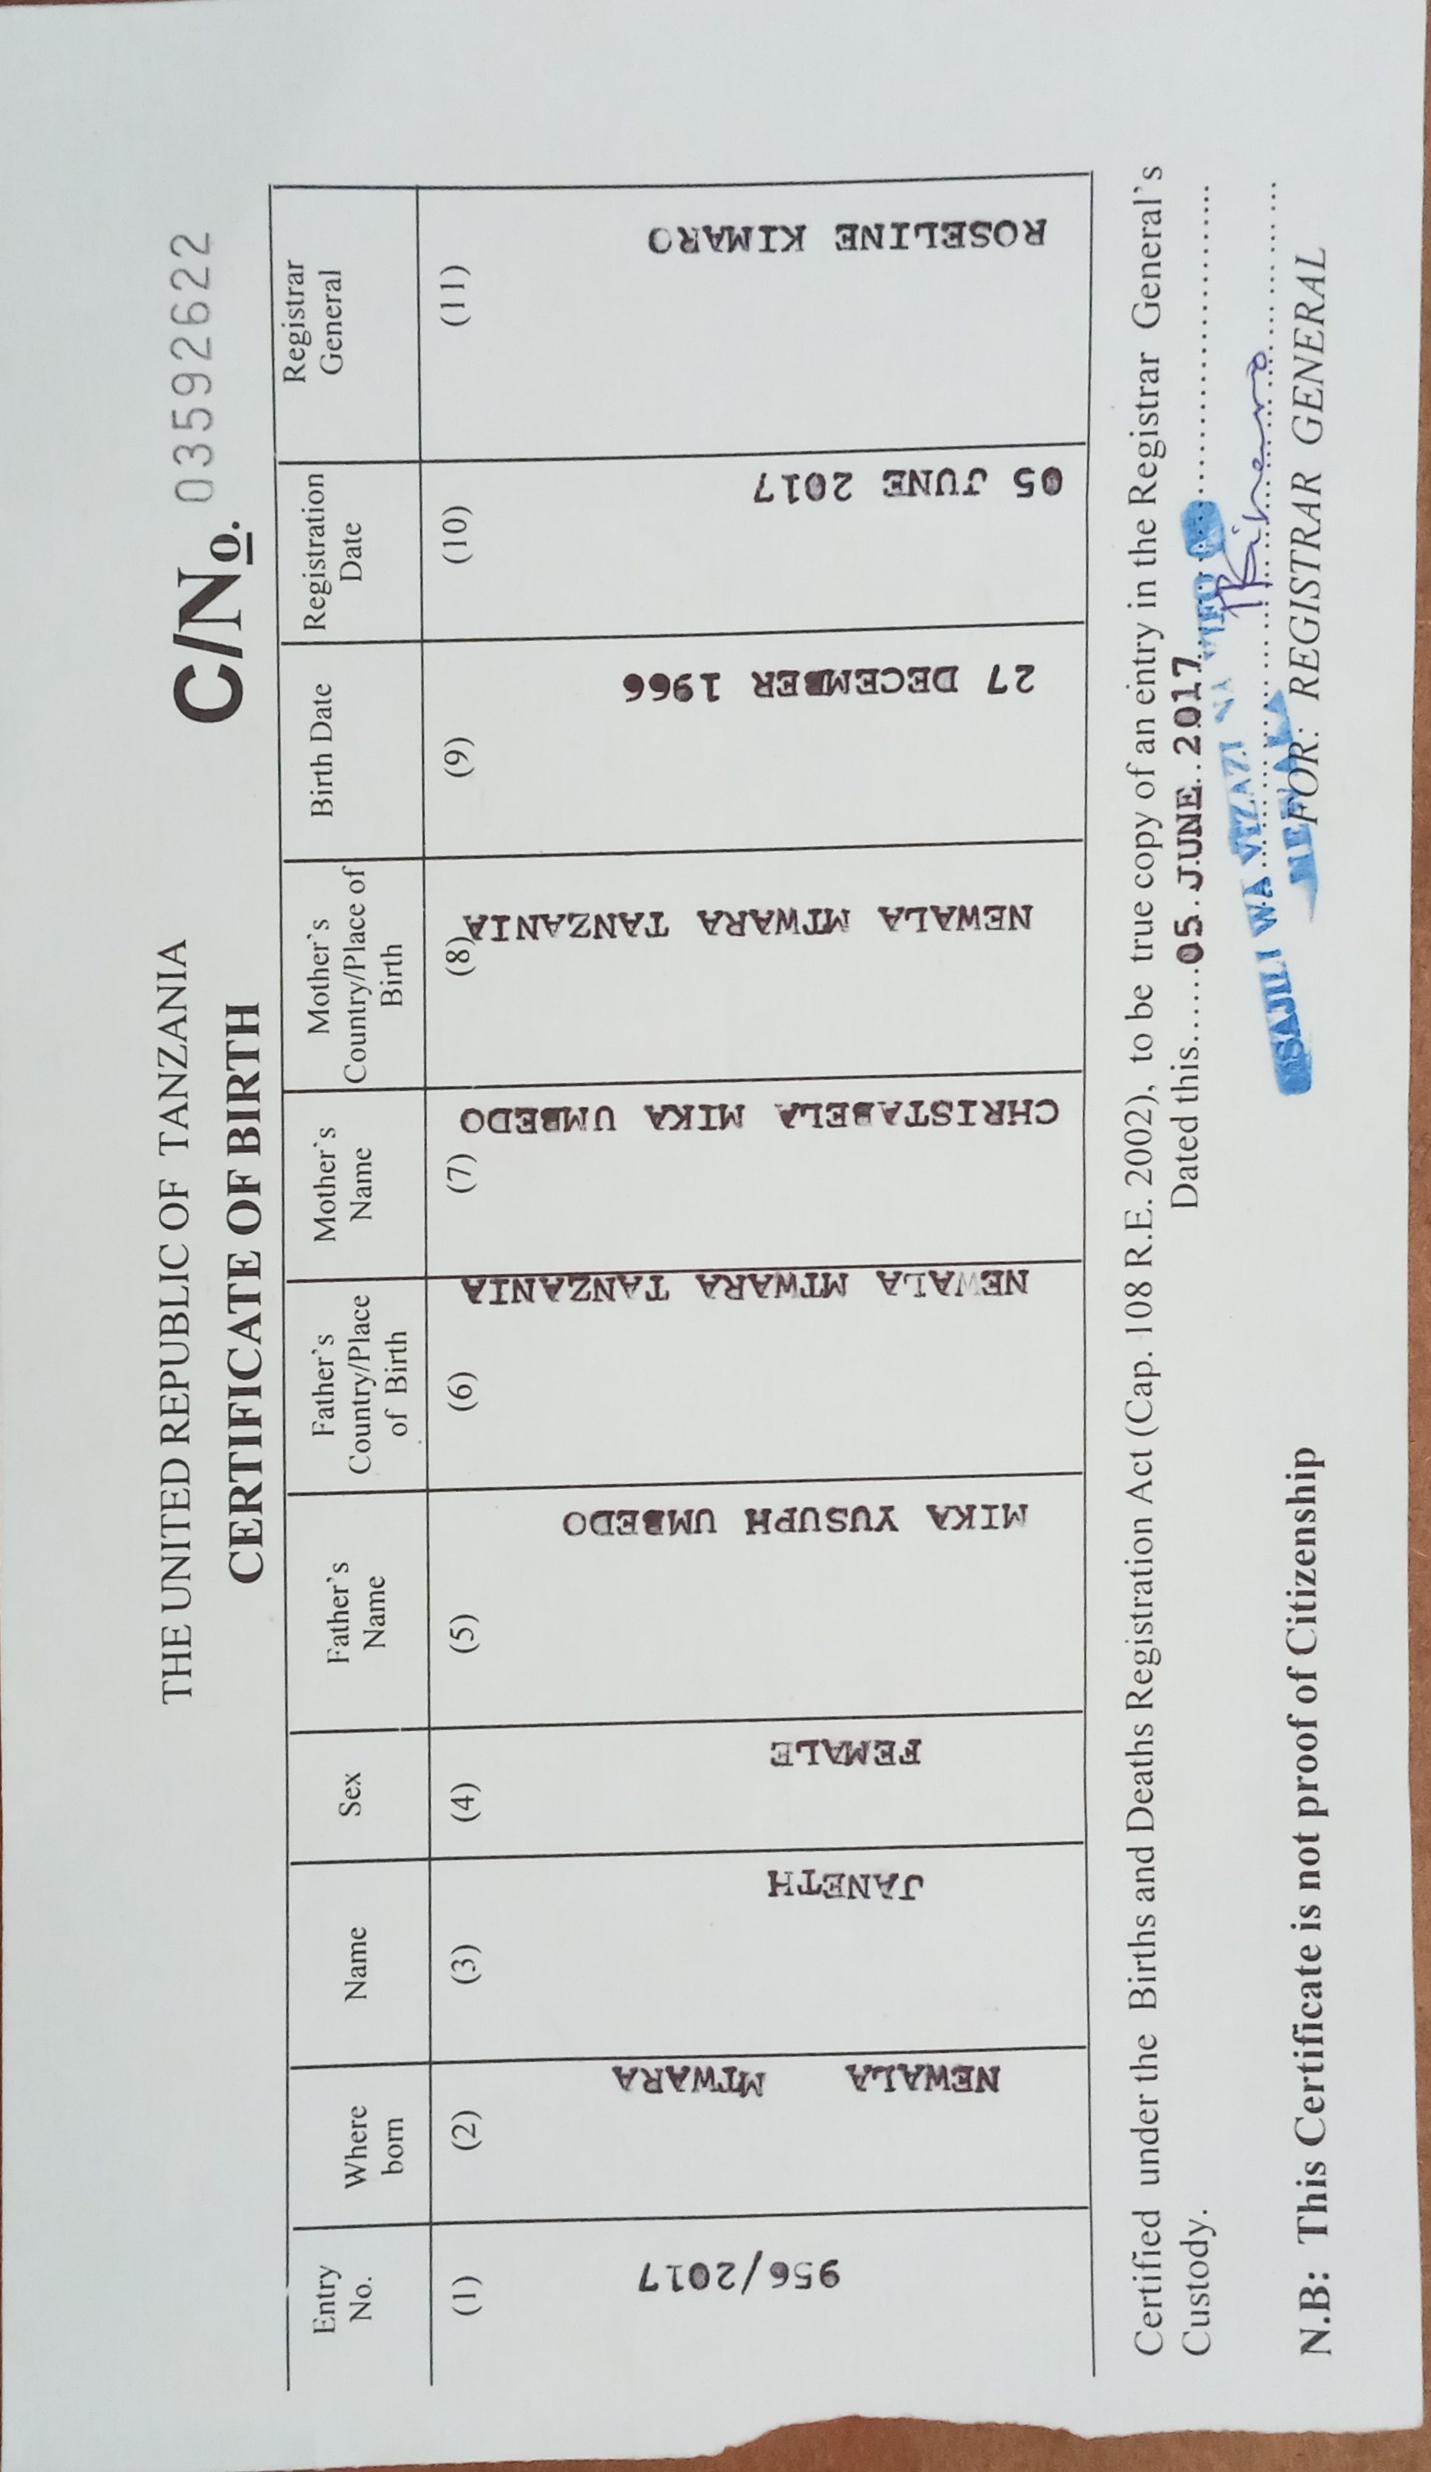 THE UNITED REPUBLIC OF TANZANIA
CERTIFICATE OF BIRTH
C/No. 03592622
Entry No.
Where born
Name
Sex
Father's Name
Father's Country/Place of Birth
Mother's Name
Mother's Country/Place of Birth
Birth Date
Registration Date
Registrar General
(1) (2) (3) (4) (5) (6) (7) (8) (9) (10) (11)
956/2017
NEWALA MTWARA
JANETH
FEMALE
MIKA YUSUPH UMBEDO
NEWALA MTWARA TANZANIA
CHRISTABELA MIKA UMBEDO
NEWALA MTWARA TANZANIA
27 DECEMBER 1966
05 JUNE 2017
ROSELINE KIMARO
Certified under the Births and Deaths Registration Act (Cap. 108 R.E. 2002), to be true copy of an entry in the Registrar General's
Custody.
Dated this.....05 JUNE 2017
WA VIZAZI NA VIFO
FOR: REGISTRAR GENERAL
N.B: This Certificate is not proof of Citizenship